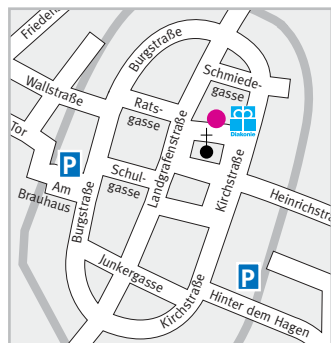 Frieden
Burgstraße
Wallstraße
Schmiede-
gasse
Rats-
gasse
Diakonie
Tor
P
Landgrafenstraße
Schul-
gasse
Am
Brauhaus
Burgstraße
Kirchstraße
Heinrichstra
Junkergasse
P
Kirchstraße
Hinter dem Hagen